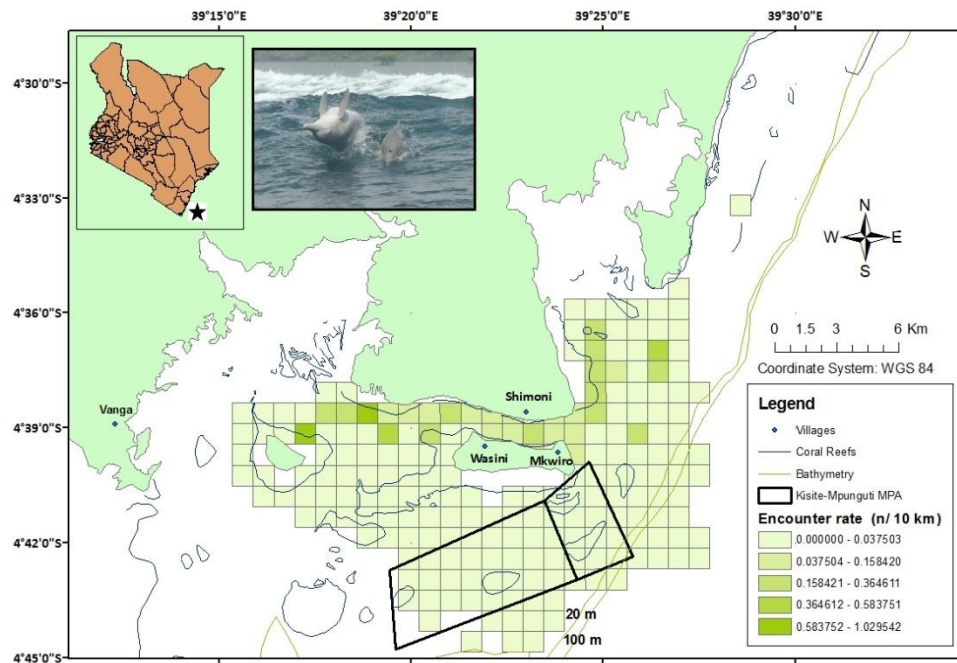 39°15'0"E 39°20'0"E 39°25'0"E 39°30'0"E
4°30'0"S
4°33'0"S
4°36'0"S
4°39'0"S
4°42'0"S
4°45'0"S
N
W E
S
0 1.5 3 6 Km
Coordinate System: WGS 84
Shimoni
Vanga
Wasini
Mkwiro
20 m
100 m
Legend
Villages
Coral Reefs
Bathymetry
Kisite-Mpunguti MPA
Encounter rate (n/ 10 km)
0.000000 - 0.037503
0.037504 - 0.158420
0.158421 - 0.364611
0.364612 - 0.583751
0.583752 - 1.029542